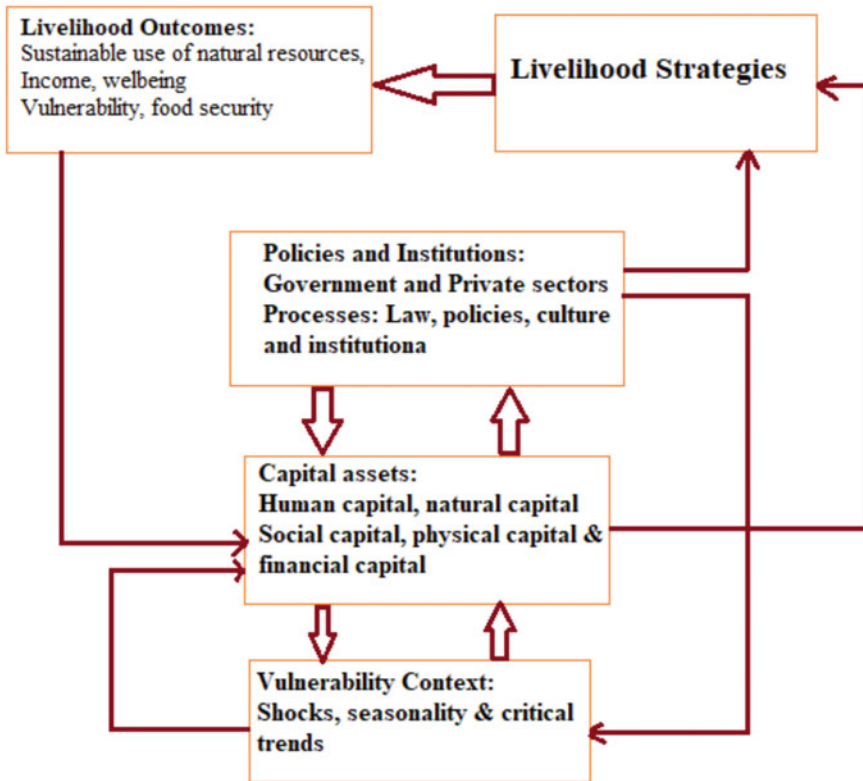 Livelihood Outcomes:
Sustainable use of natural resources,
Income, welbeing
Vulnerability, food security
Livelihood Strategies
Policies and Institutions:
Government and Private sectors
Processes: Law, policies, culture
and institutiona
Capital assets:
Human capital, natural capital
Social capital, physical capital &
financial capital
Vulnerability Context:
Shocks, seasonality & critical
trends